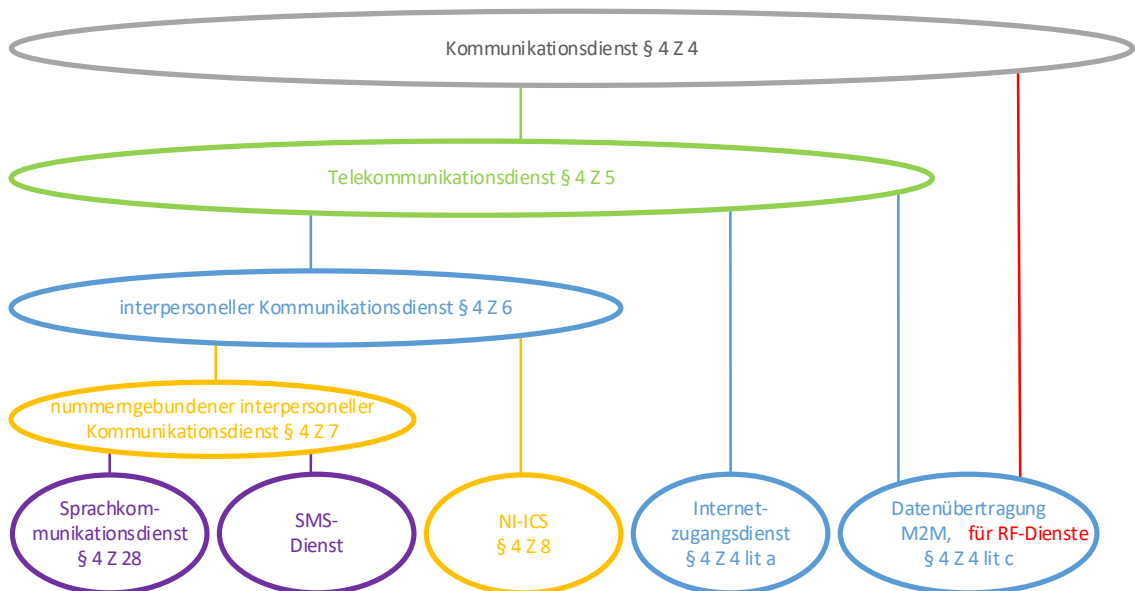 Kommunikationsdienst § 4 Z 4
Telekommunikationsdienst § 4 Z 5
interpersoneller Kommunikationsdienst § 4 Z 6
nummerngebundener interpersoneller
Kommunikationsdienst § 4 Z 7
Sprachkom-
munikationsdienst
§ 4 Z 28
SMS-
Dienst
NI-ICS
§ 4 Z 8
Internet-
zugangsdienst
§ 4 Z 4 lit a
Datenübertragung
M2M, für RF-Dienste
§ 4 Z 4 lit c